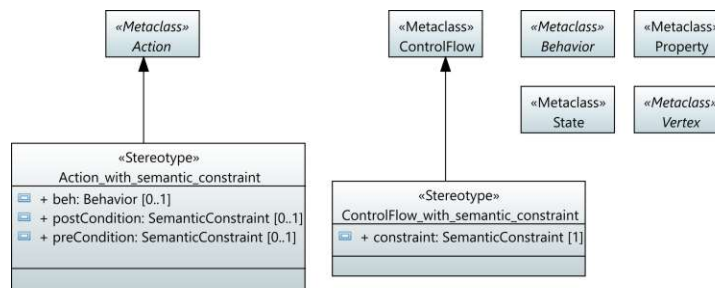 «Metaclass»
Action
«Metaclass»
ControlFlow
«Metaclass»
Behavior
«Metaclass»
Property
«Metaclass»
State
«Metaclass»
Vertex
«Stereotype»
Action_with_semantic_constraint
+ beh: Behavior [0..1]
+ postCondition: SemanticConstraint [0..1]
+ preCondition: SemanticConstraint [0..1]
«Stereotype»
ControlFlow_with_semantic_constraint
+ constraint: SemanticConstraint [1]